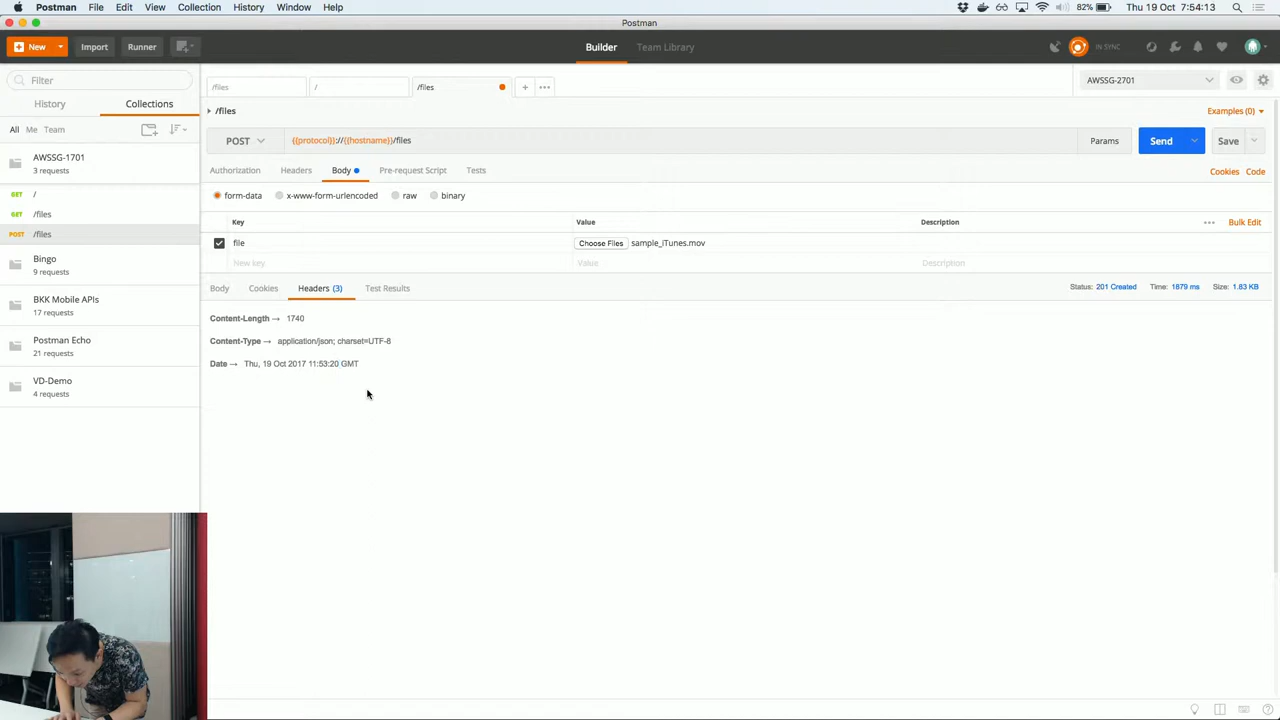 Postman File Edit View Collection History Window Help 82% Thu 19 Oct 7:54:13
Postman
New Import Runner Builder Team Library IN SYNC
Filter
/files / /files AWSSG-2701
History Collections
/files Examples (0)
All Me Team
POST {{protocol}}://{{hostname}}/files Params Send Save
AWSSG-1701
3 requests
Authorization Headers Body Pre-request Script Tests Cookies Code
GET /
form-data x-www-form-urlencoded raw binary
GET /files
Key Value Description Bulk Edit
POST /files
file Choose Files sample_iTunes.mov
New key Value Description
Bingo
9 requests
Body Cookies Headers (3) Test Results Status: 201 Created Time: 1879 ms Size: 1.83 KB
BKK Mobile APIs
17 requests
Content-Length → 1740
Content-Type → application/json; charset=UTF-8
Date → Thu, 19 Oct 2017 11:53:20 GMT
Postman Echo
21 requests
VD-Demo
4 requests